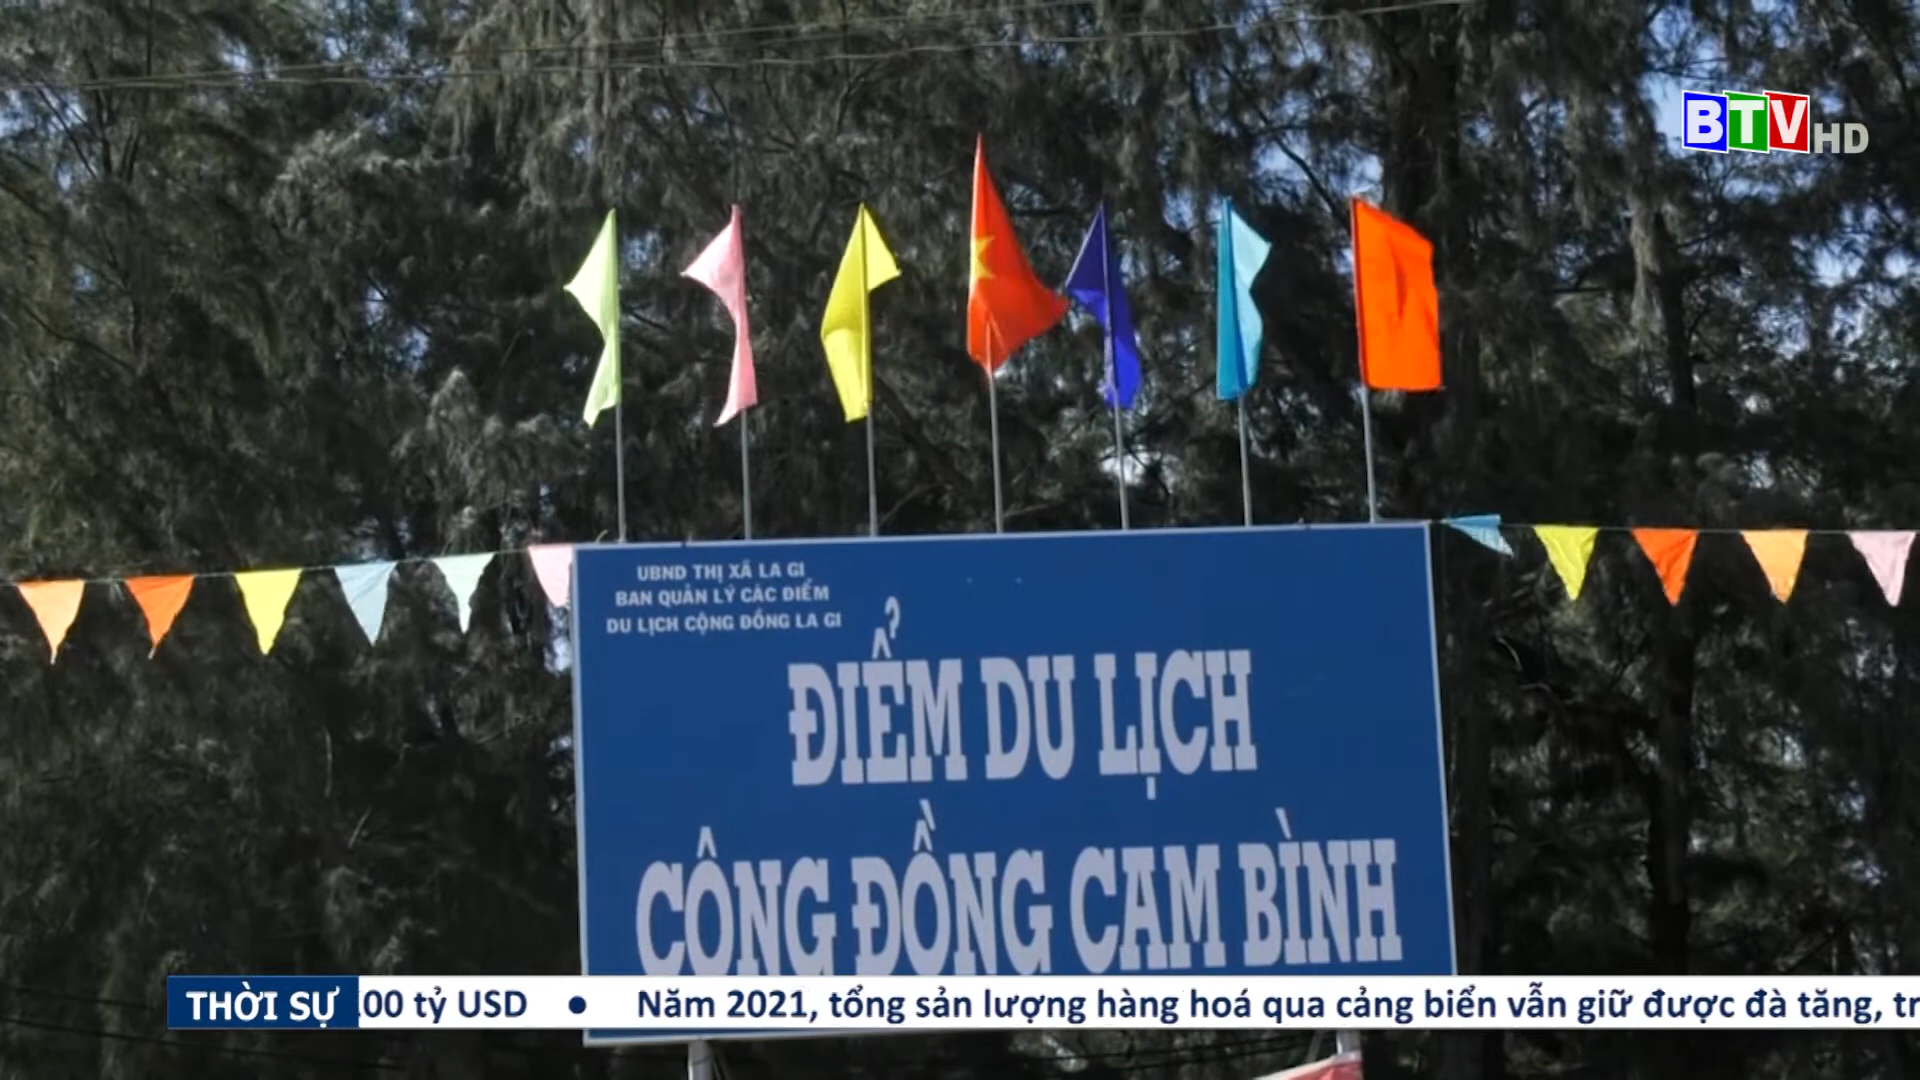 BTV HD
UBND THỊ XÃ LA GI
BAN QUẢN LÝ CÁC ĐIỂM
DU LỊCH CỘNG ĐỒNG LA GI
ĐIỂM DU LỊCH
CỘNG ĐỒNG CAM BÌNH
THỜI SỰ 00 tỷ USD ● Năm 2021, tổng sản lượng hàng hoá qua cảng biển vẫn giữ được đà tăng, tr